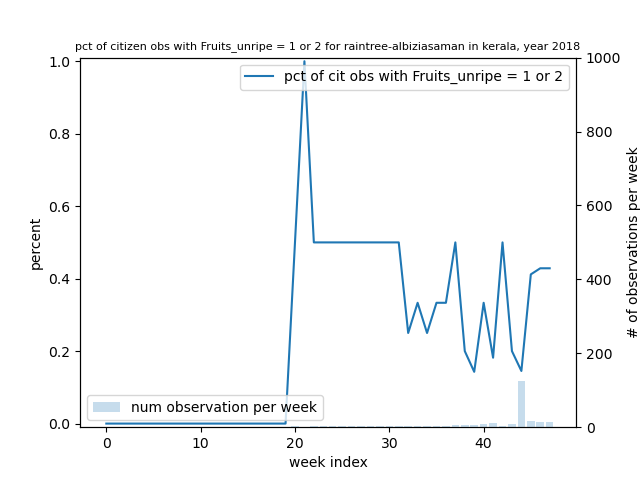 pct of citizen obs with Fruits_unripe = 1 or 2 for raintree-albiziasaman in kerala, year 2018
pct of cit obs with Fruits_unripe = 1 or 2
num observation per week
percent
1.0
0.8
0.6
0.4
0.2
0.0
0 10 20 30 40
week index
1000
800
600
400
200
0
# of observations per week